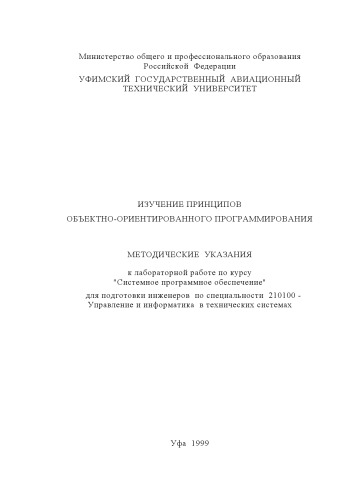 Министерство общего и профессионального образования
Российской Федерации
УФИМСКИЙ ГОСУДАРСТВЕННЫЙ АВИАЦИОННЫЙ
ТЕХНИЧЕСКИЙ УНИВЕРСИТЕТ
ИЗУЧЕНИЕ ПРИНЦИПОВ
ОБЪЕКТНО-ОРИЕНТИРОВАННОГО ПРОГРАММИРОВАНИЯ
МЕТОДИЧЕСКИЕ УКАЗАНИЯ
к лабораторной работе по курсу
"Системное программное обеспечение"
для подготовки инженеров по специальности 210100 -
Управление и информатика в технических системах
Уфа 1999